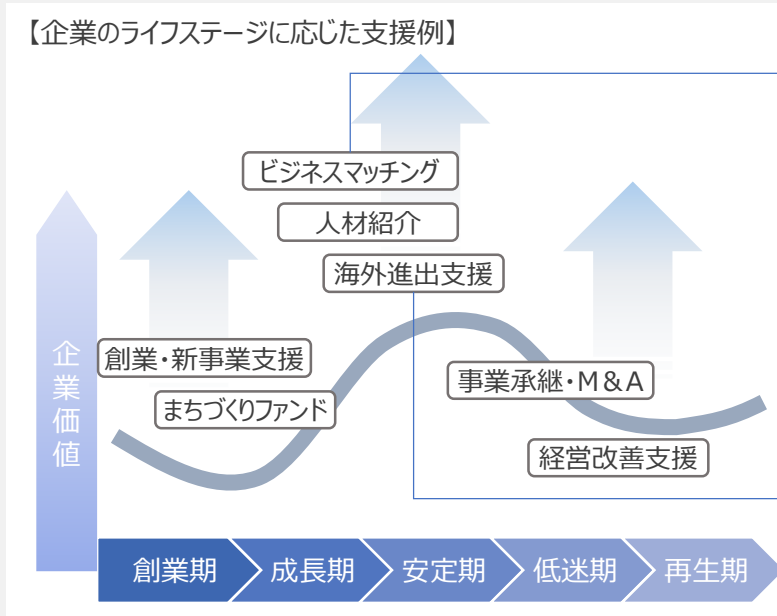 【企業のライフステージに応じた支援例】
ビジネスマッチング
人材紹介
海外進出支援
創業・新事業支援
まちづくりファンド
事業承継・M&A
経営改善支援
企業価値
創業期
成長期
安定期
低迷期
再生期